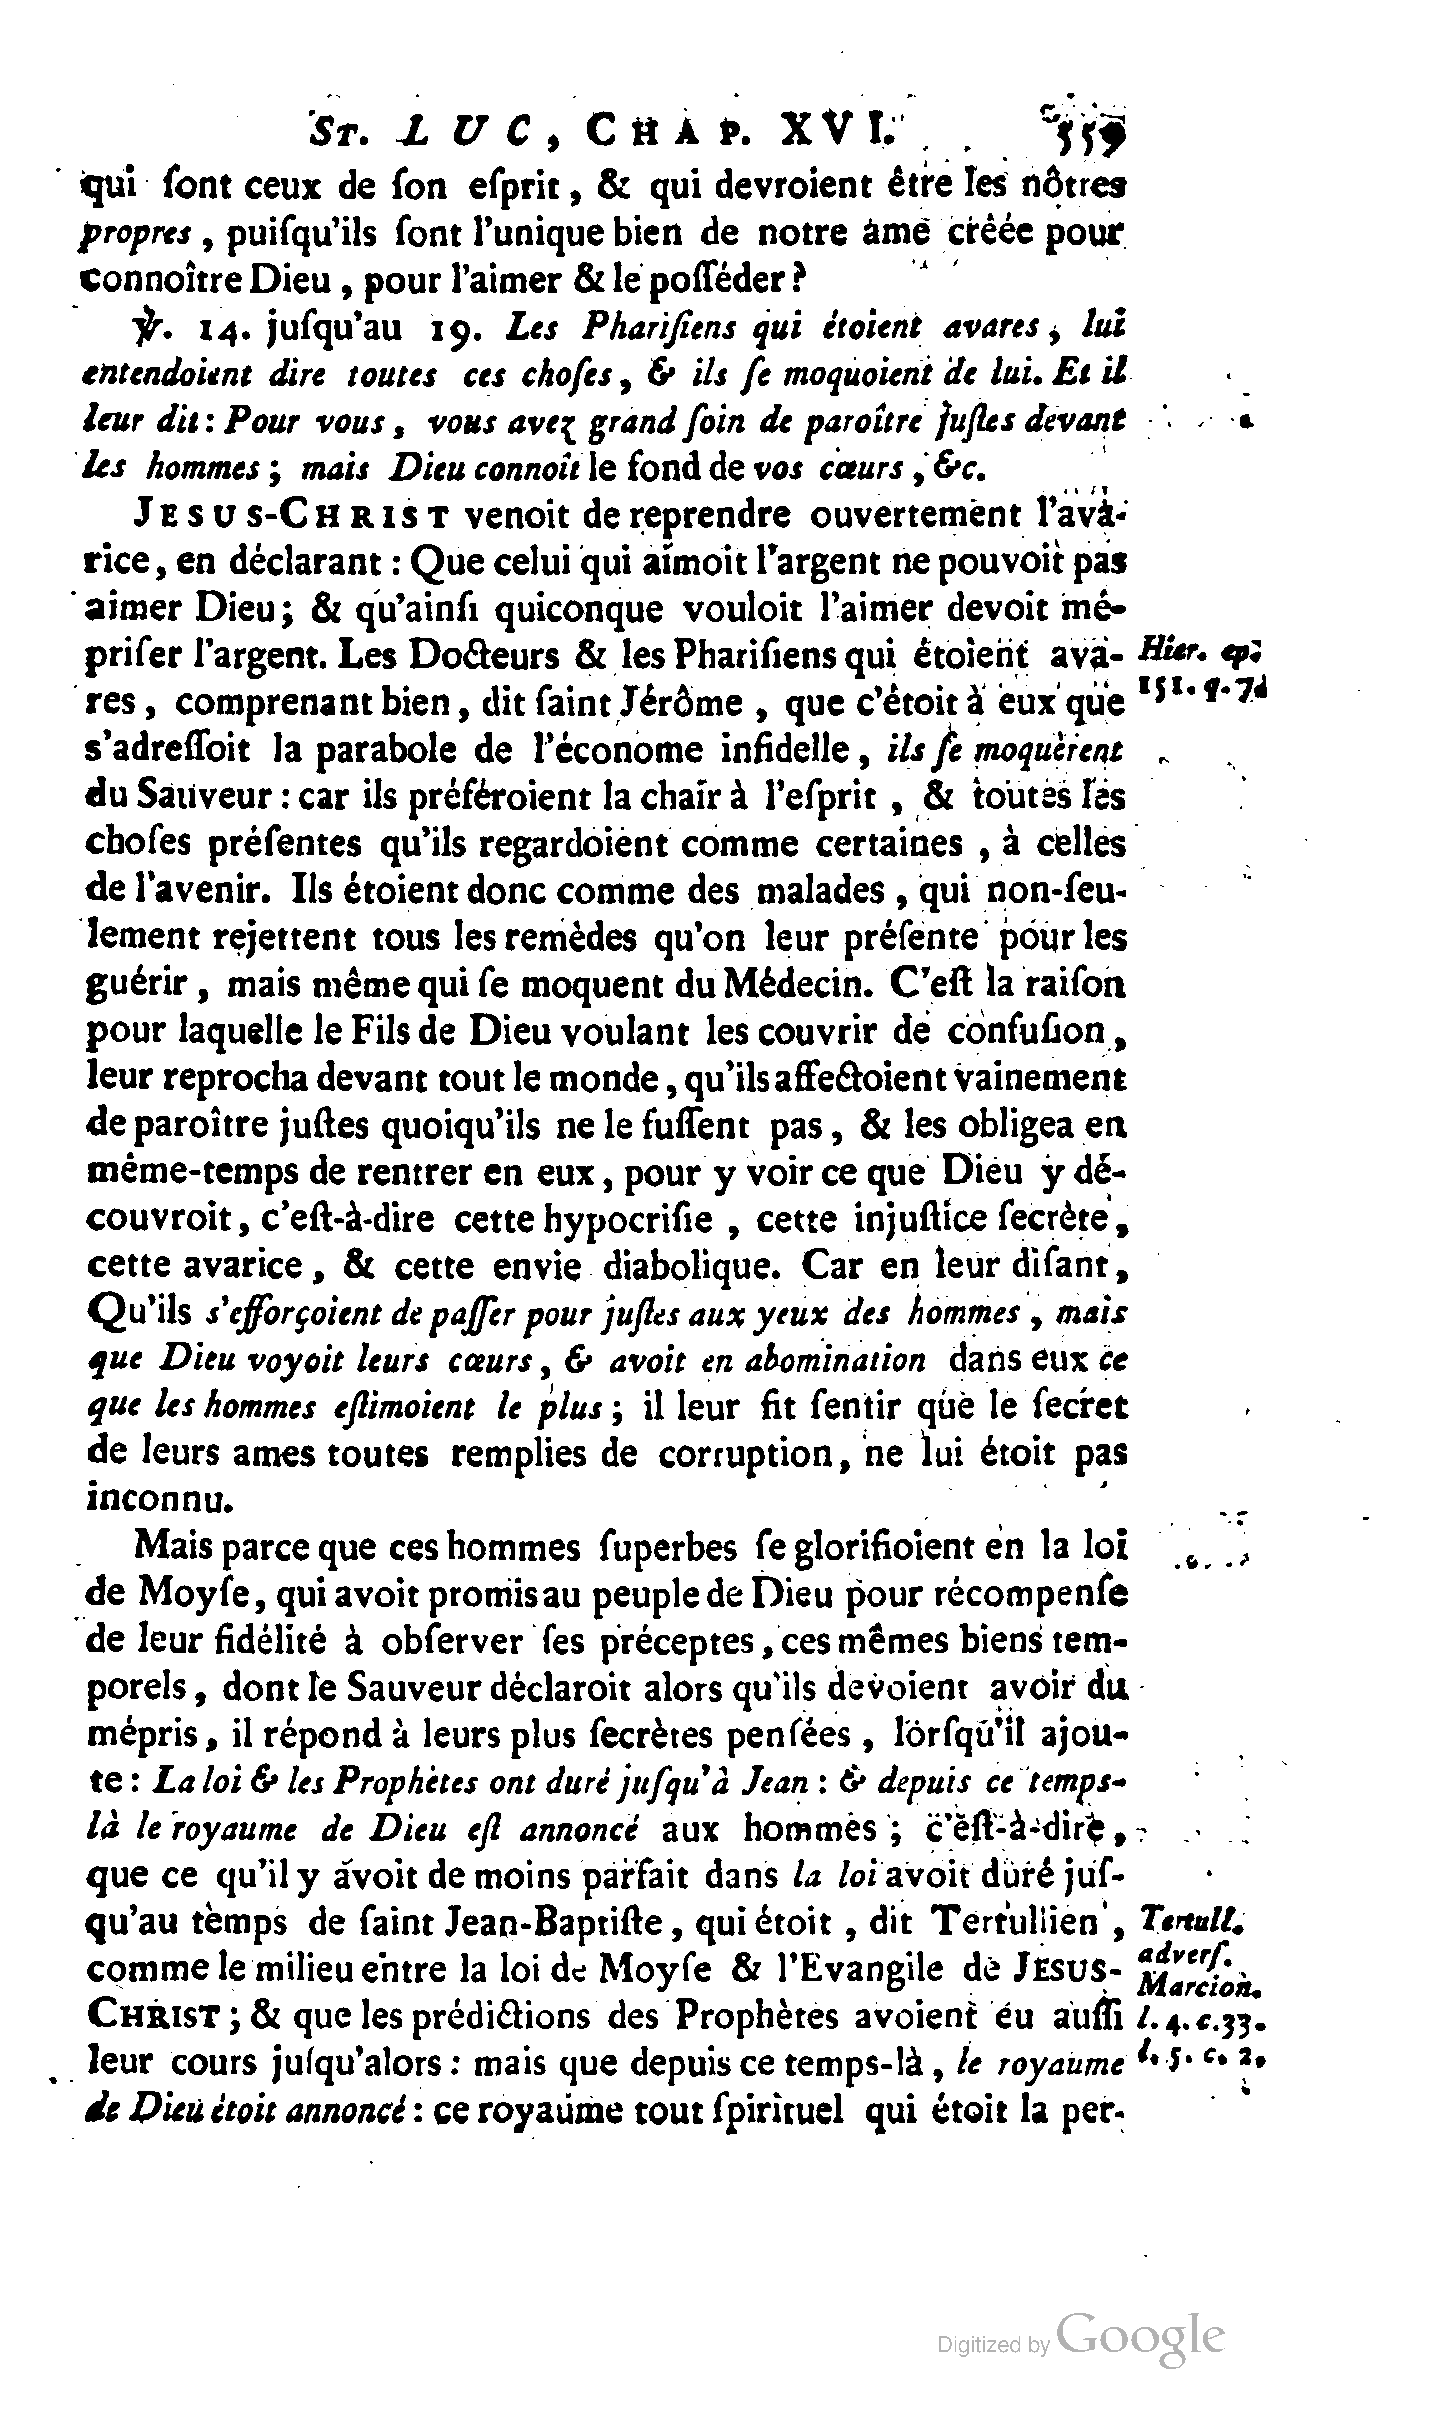 ST. LUC, CHAP. XVI. 559
qui ſont ceux de ſon eſprit, & qui devroient être les nôtres
propres, puiſqu'ils ſont l'unique bien de notre ame créée pour
connoître Dieu, pour l'aimer & le poſſéder?
℣. 14. juſqu'au 19. Les Phariſiens qui étoient avares, lui
entendoient dire toutes ces choſes, & ils ſe moquoient de lui. Et il
leur dit: Pour vous, vous avez grand ſoin de paroître juſtes devant
les hommes; mais Dieu connoît le fond de vos cœurs, &c.
JESUS-CHRIST venoit de reprendre ouvertement l'ava-
rice, en déclarant: Que celui qui aimoit l'argent ne pouvoit pas
aimer Dieu; & qu'ainſi quiconque vouloit l'aimer devoit mé-
priſer l'argent. Les Docteurs & les Phariſiens qui étoient ava-
Hier. ep.
res, comprenant bien, dit ſaint Jérôme, que c'étoit à eux que
151. q. 7.
s'adreſſoit la parabole de l'économe infidelle, ils ſe moquèrent
du Sauveur: car ils préféroient la chair à l'eſprit, & toutes les
choſes préſentes qu'ils regardoient comme certaines, à celles
de l'avenir. Ils étoient donc comme des malades, qui non-ſeu-
lement rejettent tous les remèdes qu'on leur préſente pour les
guérir, mais même qui ſe moquent du Médecin. C'eſt la raiſon
pour laquelle le Fils de Dieu voulant les couvrir de confuſion,
leur reprocha devant tout le monde, qu'ils affectoient vainement
de paroître juſtes quoiqu'ils ne le fuſſent pas, & les obligea en
même-temps de rentrer en eux, pour y voir ce que Dieu y dé-
couvroit, c'eſt-à-dire cette hypocriſie, cette injuſtice ſecrète,
cette avarice, & cette envie diabolique. Car en leur diſant,
Qu'ils s'efforçoient de paſſer pour juſtes aux yeux des hommes, mais
que Dieu voyoit leurs cœurs, & avoit en abomination dans eux ce
que les hommes eſtimoient le plus; il leur fit ſentir que le ſecret
de leurs ames toutes remplies de corruption, ne lui étoit pas
inconnu.
Mais parce que ces hommes ſuperbes ſe glorifioient en la loi
de Moyſe, qui avoit promis au peuple de Dieu pour récompenſe
de leur fidélité à obſerver ſes préceptes, ces mêmes biens tem-
porels, dont le Sauveur déclaroit alors qu'ils devoient avoir du
mépris, il répond à leurs plus ſecrètes penſées, lorſqu'il ajou-
te: La loi & les Prophètes ont duré juſqu'à Jean: & depuis ce temps-
là le royaume de Dieu eſt annoncé aux hommes; c'eſt-à-dire,
que ce qu'il y avoit de moins parfait dans la loi avoit duré juſ-
qu'au temps de ſaint Jean-Baptiſte, qui étoit, dit Tertullien,
Tertull.
comme le milieu entre la loi de Moyſe & l'Evangile de JESUS-
adverſ.
Marcion.
CHRIST; & que les prédictions des Prophètes avoient eu auſſi
l. 4. c. 33.
leur cours juſqu'alors: mais que depuis ce temps-là, le royaume
l. 5. c. 2.
de Dieu étoit annoncé: ce royaume tout ſpirituel qui étoit la per-
Digitized by Google